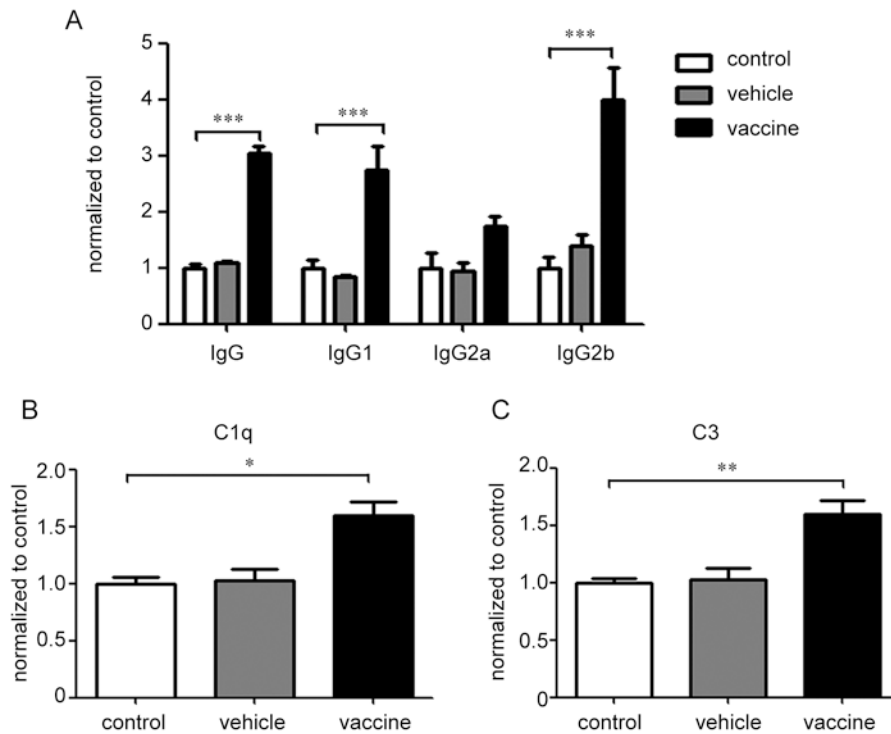 A
normalized to control
5
4
3
2
1
0
***
***
***
IgG
IgG1
IgG2a
IgG2b
control
vehicle
vaccine
B
C1q
normalized to control
2.0
1.5
1.0
0.5
0
*
control
vehicle
vaccine
C
C3
normalized to control
2.0
1.5
1.0
0.5
0
**
control
vehicle
vaccine